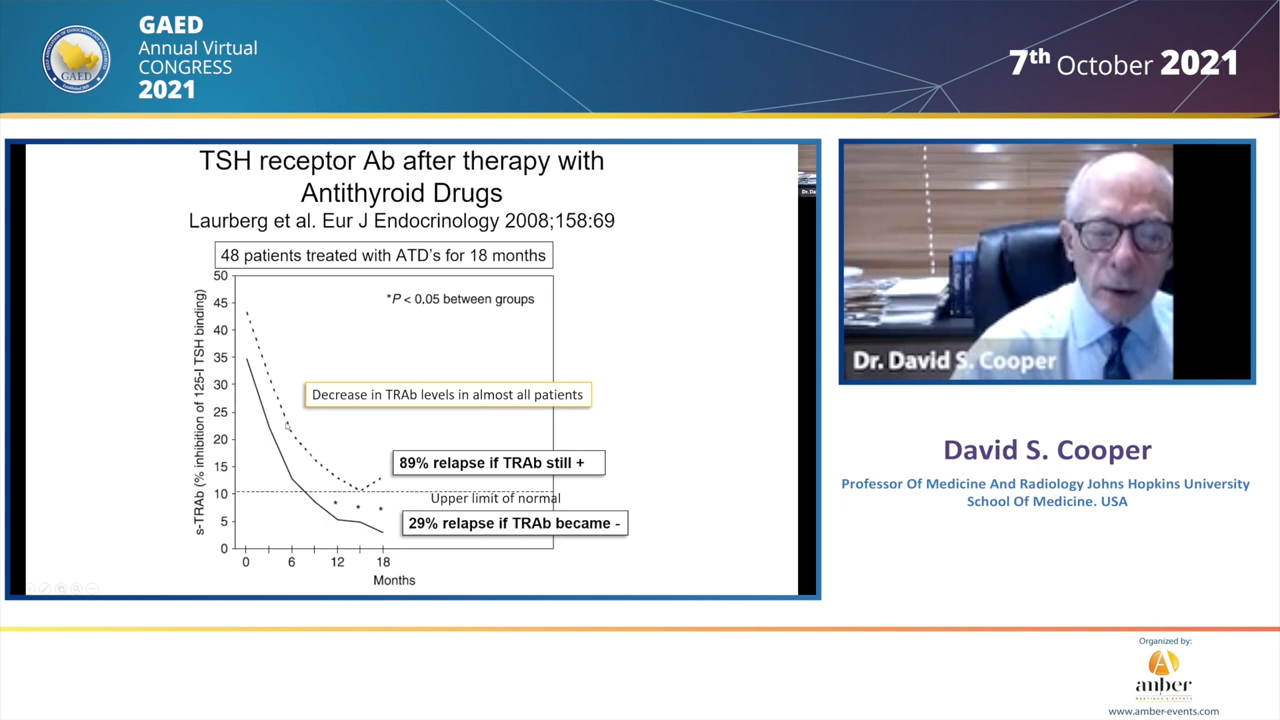 GAED
Annual Virtual
CONGRESS
2021
GAED
7th October 2021
TSH receptor Ab after therapy with
Antithyroid Drugs
Laurberg et al. Eur J Endocrinology 2008;158:69
48 patients treated with ATD's for 18 months
*P < 0.05 between groups
s-TRAb (% inhibition of 125-I TSH binding)
50
45
40
35
30
25
20
15
10
5
0
Decrease in TRAb levels in almost all patients
89% relapse if TRAb still +
Upper limit of normal
* * *
29% relapse if TRAb became -
0 6 12 18
Months
Dr. Da
Dr. David S. Cooper
David S. Cooper
Professor Of Medicine And Radiology Johns Hopkins University
School Of Medicine. USA
Organized by:
anber
www.amber-events.com